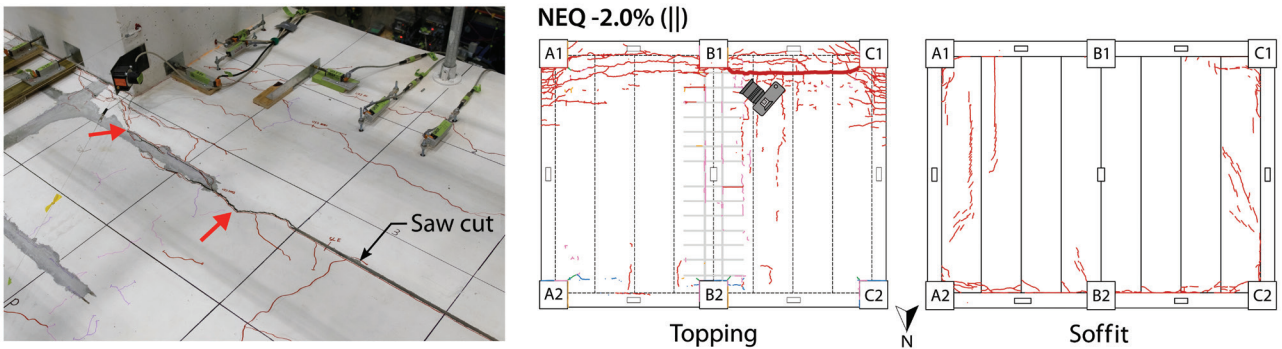 NEQ -2.0% (||)
Saw cut
A1 B1 C1
A2 B2 C2
Topping
N
A1 B1 C1
A2 B2 C2
Soffit